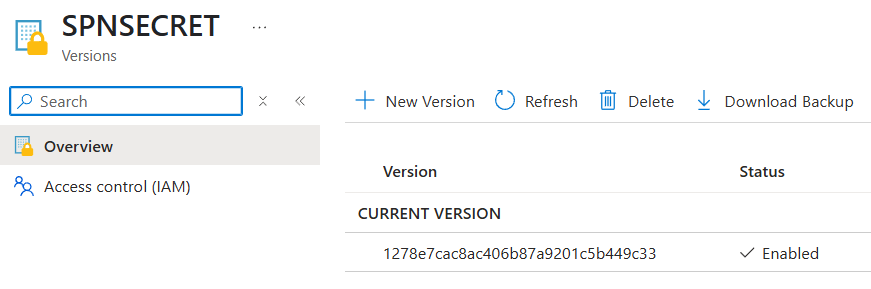 SPNSECRET ...
Versions
Search
Overview
Access control (IAM)
New Version Refresh Delete Download Backup
Version Status
CURRENT VERSION
1278e7cac8ac406b87a9201c5b449c33 Enabled